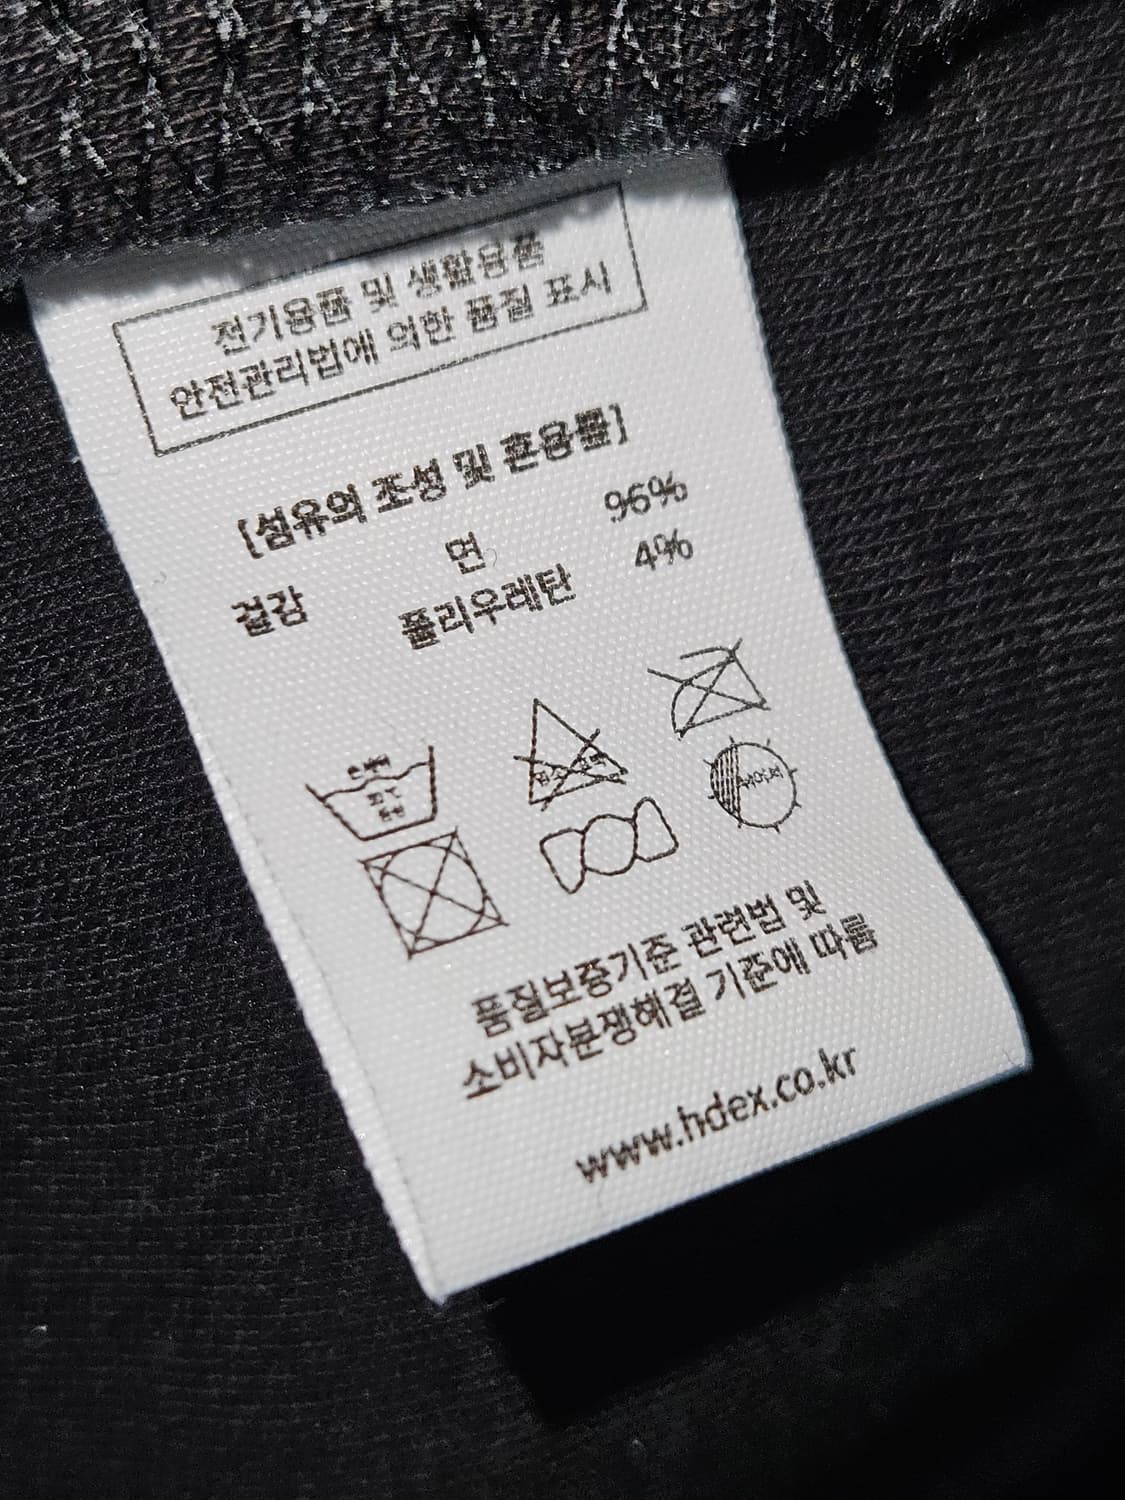 전기용품 및 생활용품
안전관리법에 의한 품질 표시
[섬유의 조성 및 혼용률]
겉감 면 96%
폴리우레탄 4%
뉘어서
품질보증기준 관련법 및
소비자분쟁해결 기준에 따름
www.hdex.co.kr